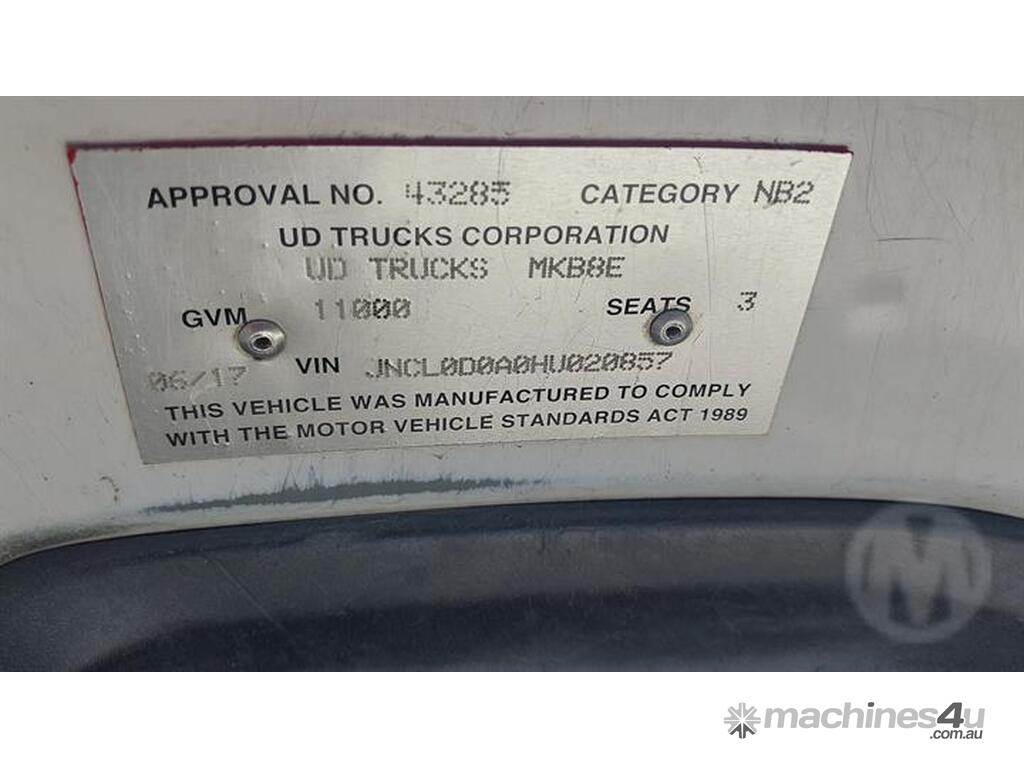 APPROVAL NO. 43285 CATEGORY NB2
UD TRUCKS CORPORATION
UD TRUCKS MKB8E
GVM 11000 SEATS 3
06/17 VIN JNCL0D0A0HU020857
THIS VEHICLE WAS MANUFACTURED TO COMPLY
WITH THE MOTOR VEHICLE STANDARDS ACT 1989
M
machines4u
.com.au